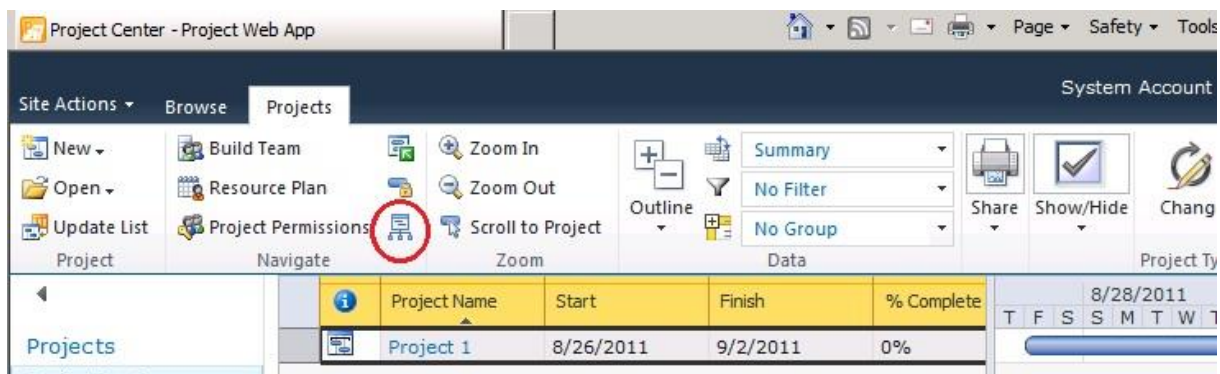 Project Center - Project Web App
Page Safety Tools
System Account
Site Actions Browse Projects
New Build Team Zoom In Summary
Open Resource Plan Zoom Out No Filter
Outline Share Show/Hide Chang
Update List Project Permissions Scroll to Project No Group
Project Navigate Zoom Data Project Ty
Project Name Start Finish % Complete 8/28/2011
T F S S M T W T
Projects Project 1 8/26/2011 9/2/2011 0%